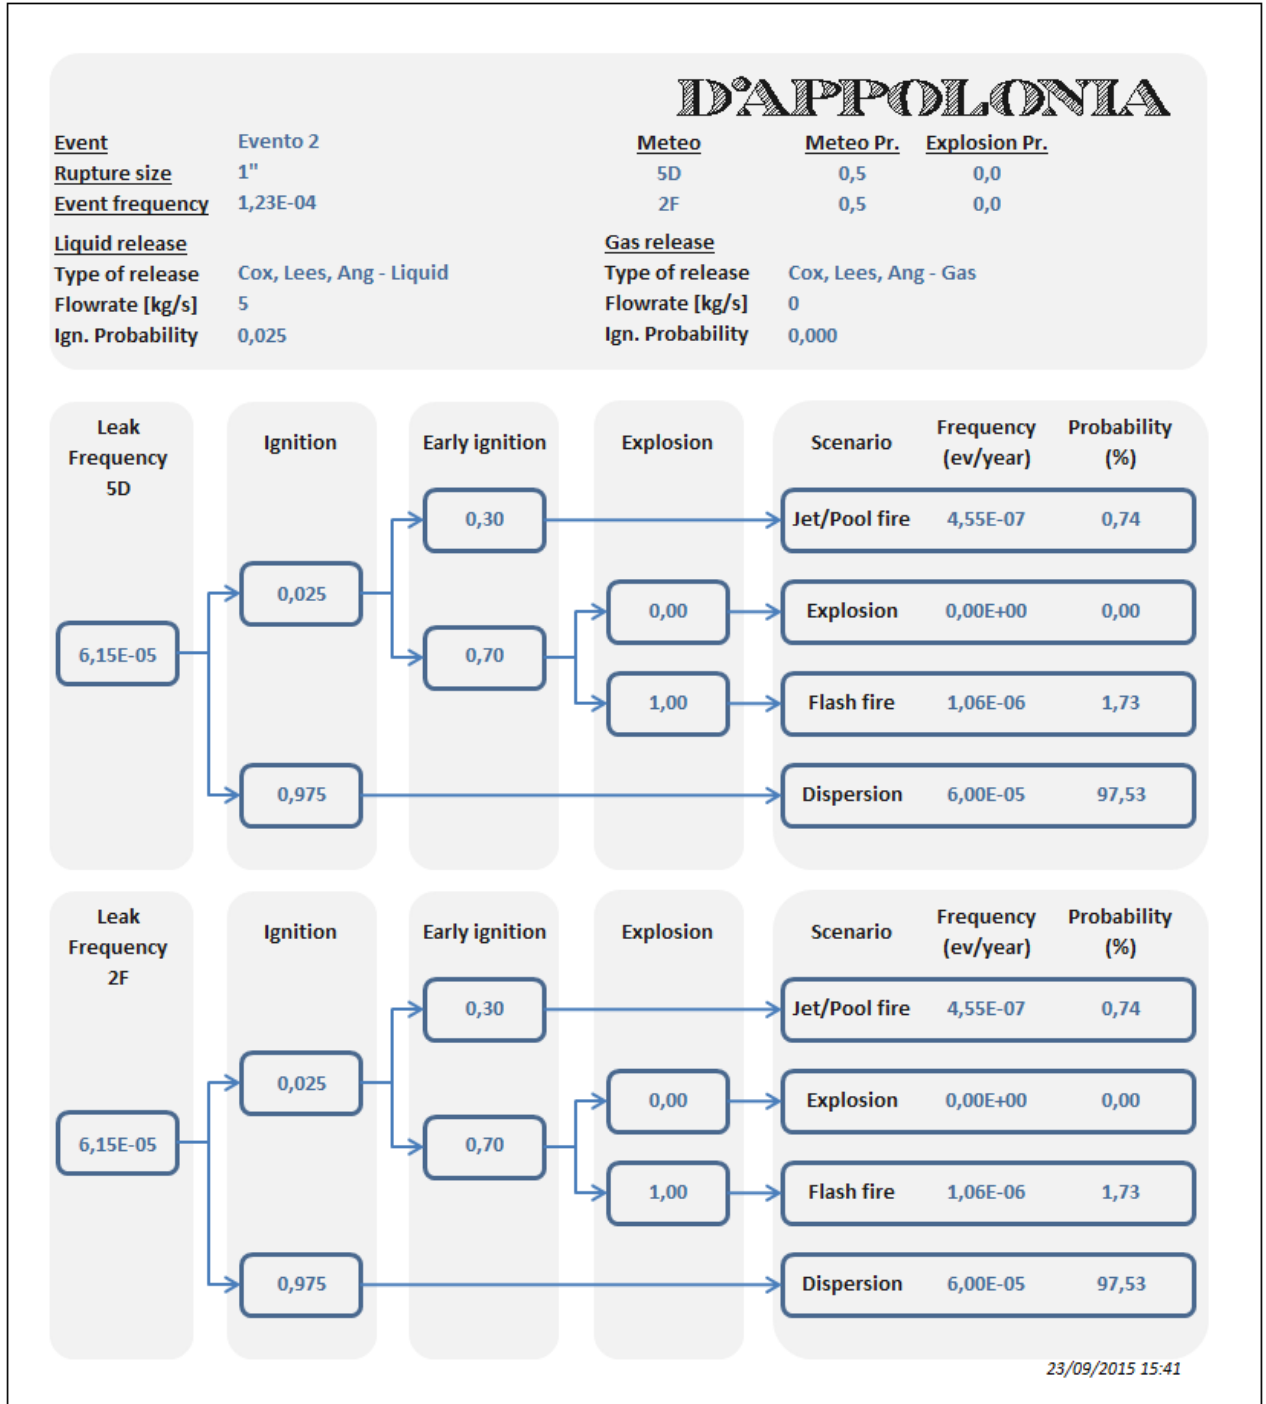 D'APPOLONIA
Event Evento 2 Meteo Meteo Pr. Explosion Pr.
Rupture size 1" 5D 0,5 0,0
Event frequency 1,23E-04 2F 0,5 0,0
Liquid release Gas release
Type of release Cox, Lees, Ang - Liquid Type of release Cox, Lees, Ang - Gas
Flowrate [kg/s] 5 Flowrate [kg/s] 0
Ign. Probability 0,025 Ign. Probability 0,000
Leak Frequency Probability
Frequency Ignition Early ignition Explosion Scenario (ev/year) (%)
5D
0,30 Jet/Pool fire 4,55E-07 0,74
0,025 0,00 Explosion 0,00E+00 0,00
6,15E-05 0,70
1,00 Flash fire 1,06E-06 1,73
0,975 Dispersion 6,00E-05 97,53
Leak Frequency Probability
Frequency Ignition Early ignition Explosion Scenario (ev/year) (%)
2F
0,30 Jet/Pool fire 4,55E-07 0,74
0,025 0,00 Explosion 0,00E+00 0,00
6,15E-05 0,70
1,00 Flash fire 1,06E-06 1,73
0,975 Dispersion 6,00E-05 97,53
23/09/2015 15:41